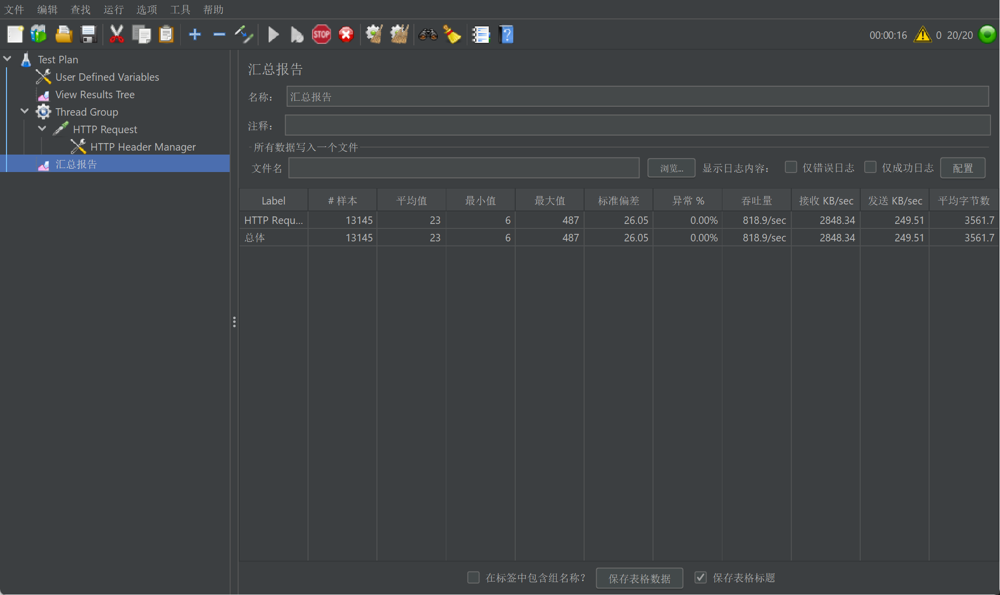 文件 编辑 查找 运行 选项 工具 帮助
STOP
00:00:16 0 20/20
Test Plan
User Defined Variables
View Results Tree
Thread Group
HTTP Request
HTTP Header Manager
汇总报告
汇总报告
名称： 汇总报告
注释：
所有数据写入一个文件
文件名 浏览... 显示日志内容： 仅错误日志 仅成功日志 配置
Label # 样本 平均值 最小值 最大值 标准偏差 异常 % 吞吐量 接收 KB/sec 发送 KB/sec 平均字节数
HTTP Requ... 13145 23 6 487 26.05 0.00% 818.9/sec 2848.34 249.51 3561.7
总体 13145 23 6 487 26.05 0.00% 818.9/sec 2848.34 249.51 3561.7
在标签中包含组名称？ 保存表格数据 保存表格标题